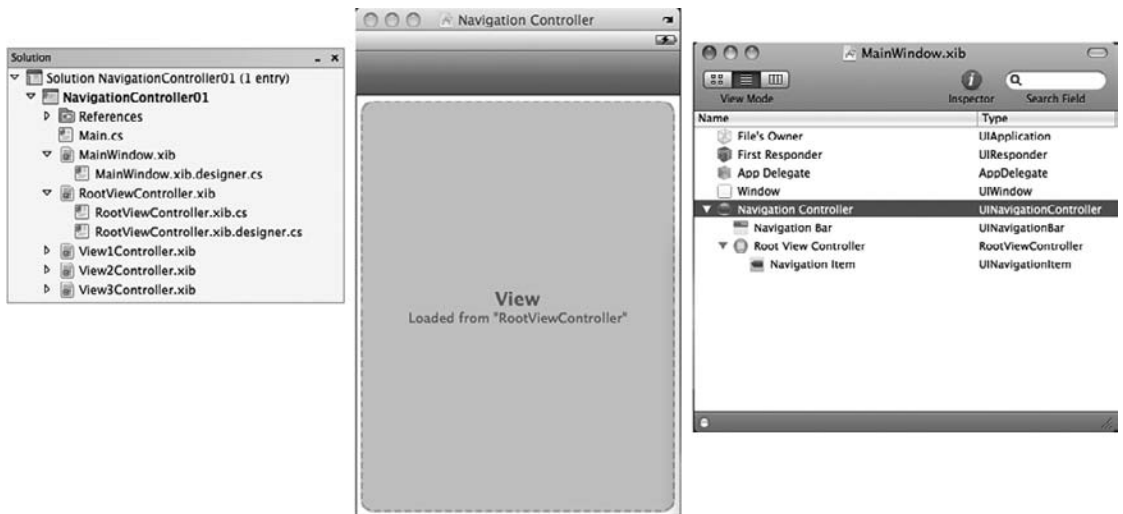 Solution
Solution NavigationController01 (1 entry)
NavigationController01
References
Main.cs
MainWindow.xib
MainWindow.xib.designer.cs
RootViewController.xib
RootViewController.xib.cs
RootViewController.xib.designer.cs
View1Controller.xib
View2Controller.xib
View3Controller.xib
Navigation Controller
View
Loaded from "RootViewController"
MainWindow.xib
View Mode Inspector Search Field
Name Type
File's Owner UIApplication
First Responder UIResponder
App Delegate AppDelegate
Window UIWindow
Navigation Controller UINavigationController
Navigation Bar UINavigationBar
Root View Controller RootViewController
Navigation Item UINavigationItem